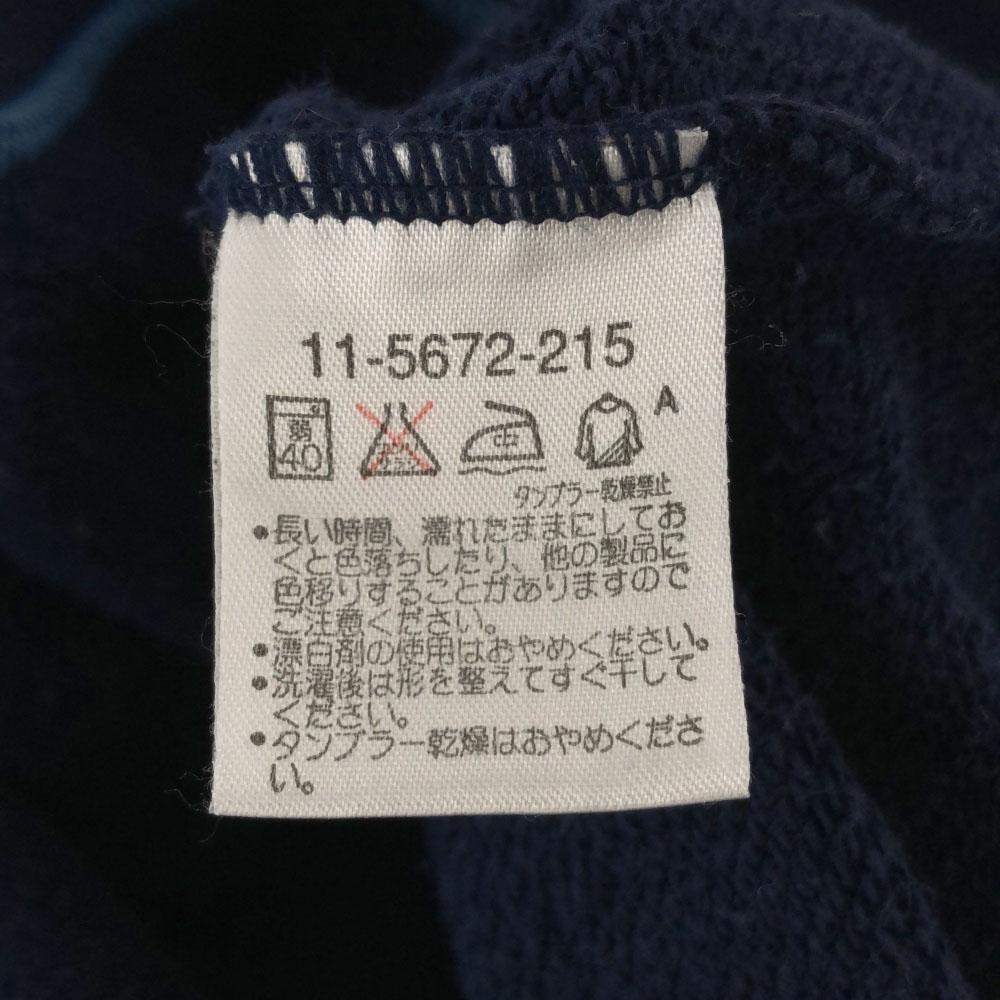 11-5672-215
弱
40
中
A
タンブラー乾燥禁止
•長い時間、濡れたままにしてお
くと色落ちしたり、他の製品に
色移りすることがありますので
ご注意ください。
•漂白剤の使用はおやめください。
•洗濯後は形を整えてすぐ干して
ください。
•タンブラー乾燥はおやめくださ
い。